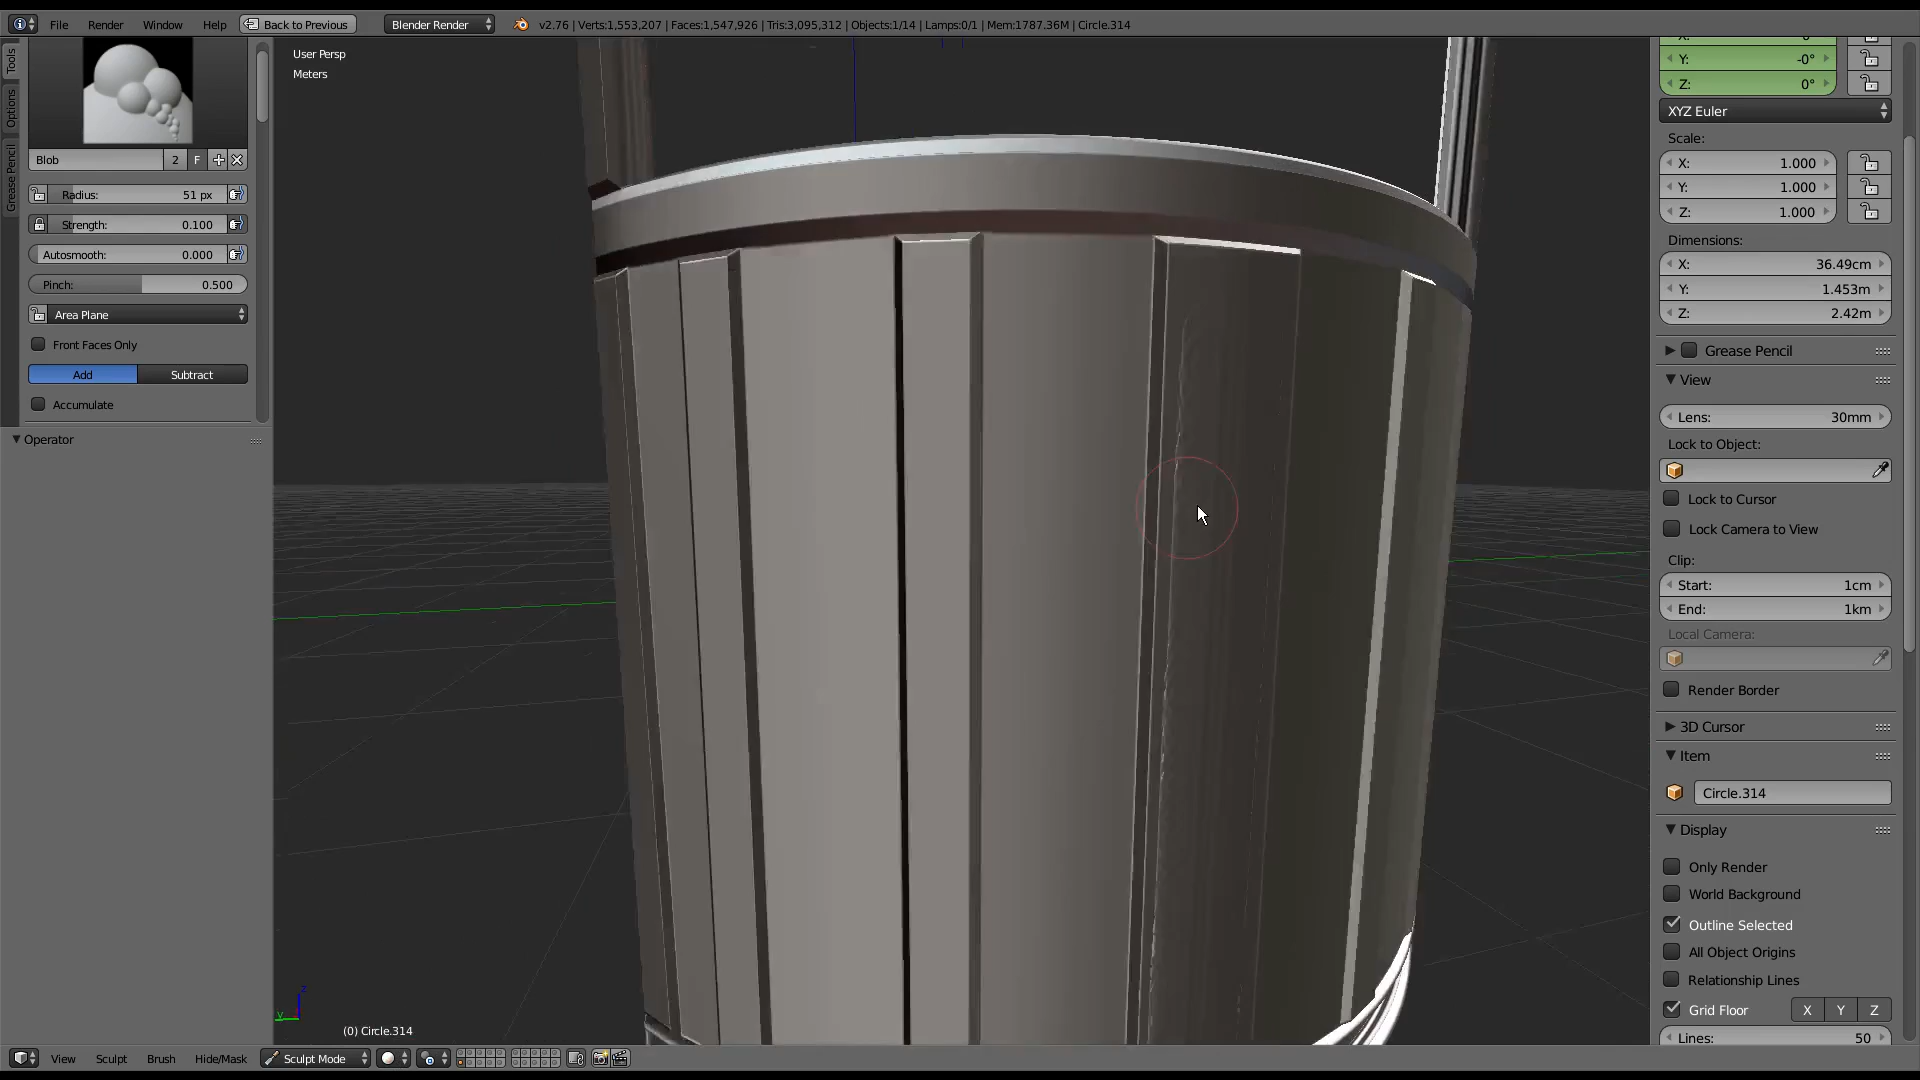 File Render Window Help Back to Previous Blender Render v2.76 | Verts:1,553,207 | Faces:1,547,926 | Tris:3,095,312 | Objects:1/14 | Lamps:0/1 | Mem:1787.36M | Circle.314
Tools
Options
Grease Pencil
Blob 2 F
Radius: 51 px
Strength: 0.100
Autosmooth: 0.000
Pinch: 0.500
Area Plane
Front Faces Only
Add Subtract
Accumulate
Operator
User Persp
Meters
z
y
(0) Circle.314
Y: -0°
Z: 0°
XYZ Euler
Scale:
X: 1.000
Y: 1.000
Z: 1.000
Dimensions:
X: 36.49cm
Y: 1.453m
Z: 2.42m
Grease Pencil
View
Lens: 30mm
Lock to Object:
Lock to Cursor
Lock Camera to View
Clip:
Start: 1cm
End: 1km
Local Camera:
Render Border
3D Cursor
Item
Circle.314
Display
Only Render
World Background
Outline Selected
All Object Origins
Relationship Lines
Grid Floor X Y Z
Lines: 50
View Sculpt Brush Hide/Mask Sculpt Mode